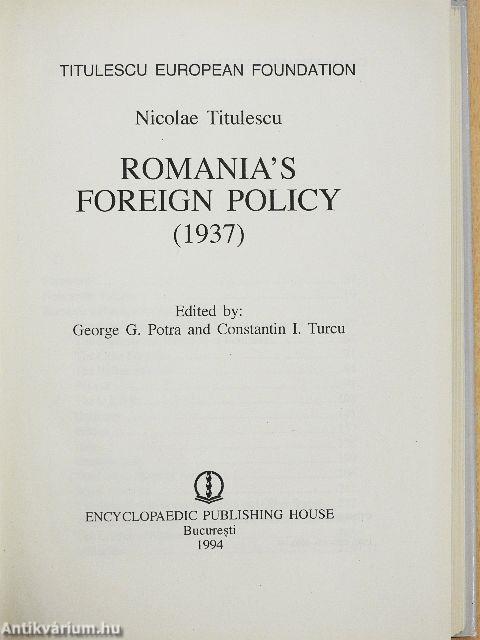 TITULESCU EUROPEAN FOUNDATION
Nicolae Titulescu
ROMANIA'S
FOREIGN POLICY
(1937)
Edited by:
George G. Potra and Constantin I. Turcu
ENCYCLOPAEDIC PUBLISHING HOUSE
București
1994
Antikvárium.hu